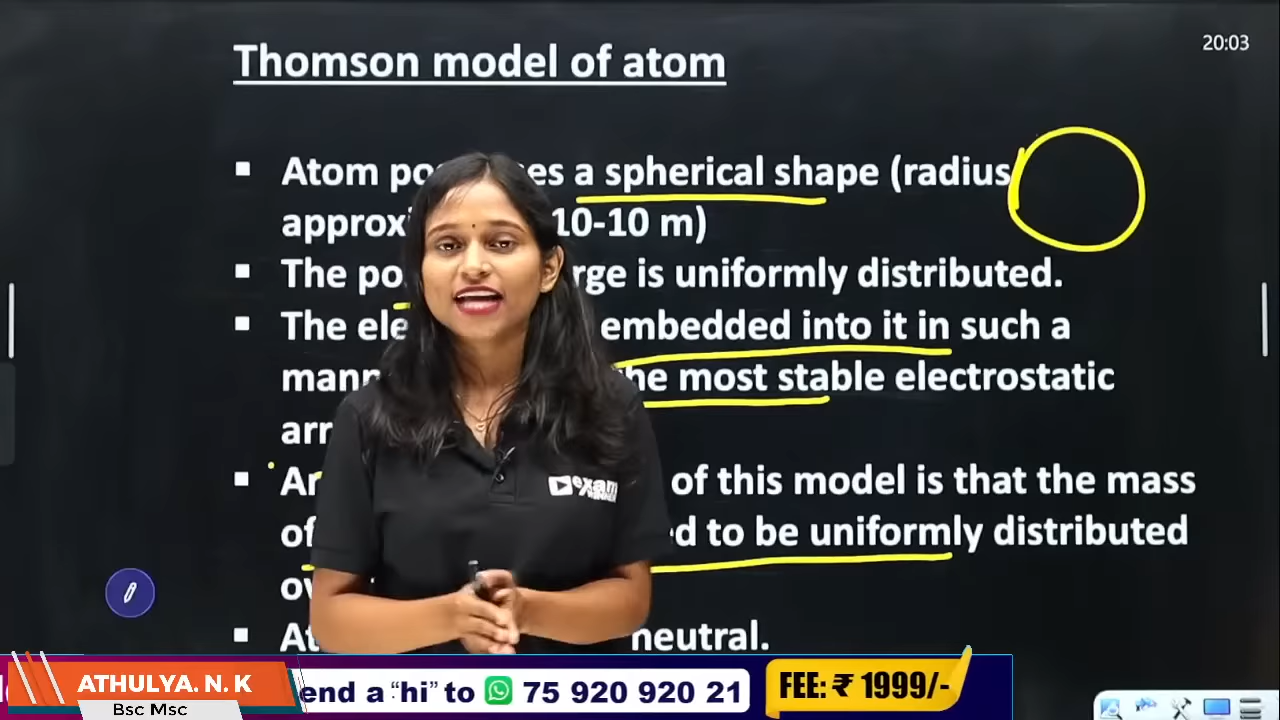 Thomson model of atom
20:03
▪ Atom po es a spherical shape (radius
approxi 10-10 m)
▪ The po rge is uniformly distributed.
▪ The ele embedded into it in such a
mann he most stable electrostatic
arr
▪ An of this model is that the mass
of ed to be uniformly distributed
ov
▪ At neutral.
exam
WINNER
ATHULYA. N. K
Bsc Msc
end a “hi” to 75 920 920 21
FEE: ₹ 1999/-